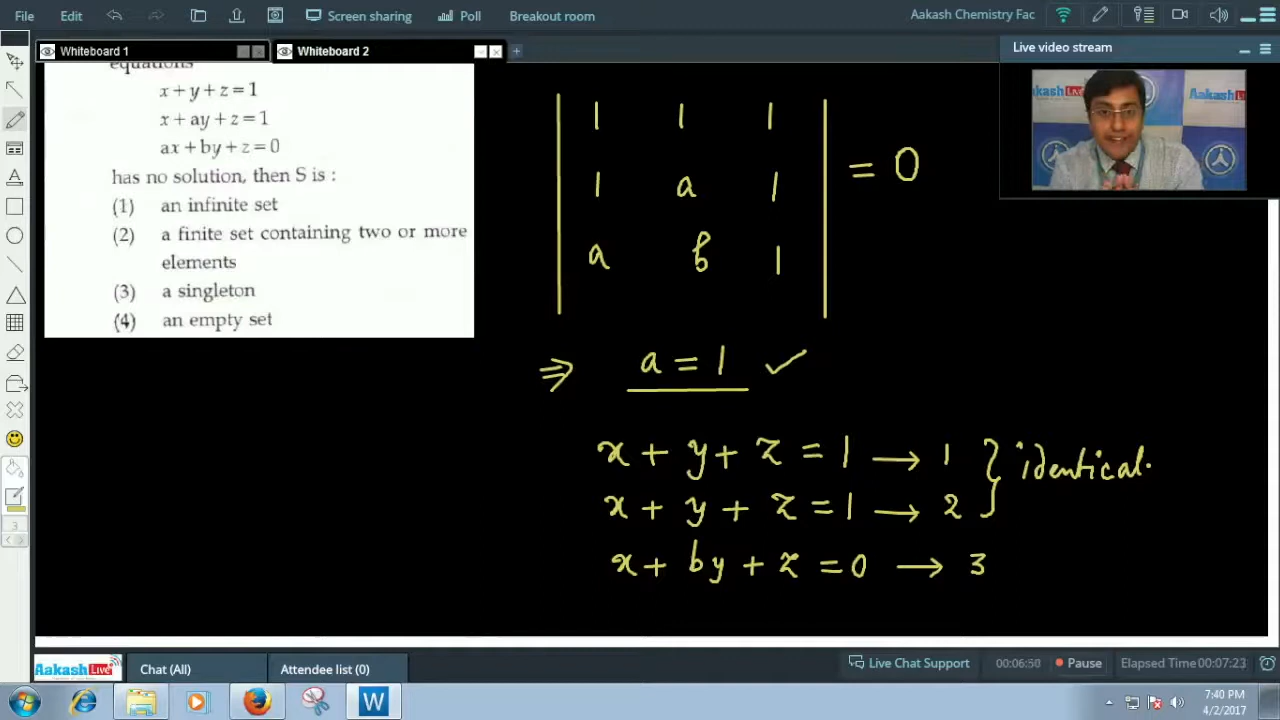 File Edit Screen sharing Poll Breakout room Aakash Chemistry Fac
Whiteboard 1 Whiteboard 2
Live video stream
equations
x + y + z = 1
x + ay + z = 1
ax + by + z = 0
has no solution, then S is :
(1) an infinite set
(2) a finite set containing two or more
elements
(3) a singleton
(4) an empty set
1 1 1
1 a 1 = 0
a b 1
⇒ a = 1 ✓
x + y + z = 1 → 1 } identical.
x + y + z = 1 → 2
x + by + z = 0 → 3
3
AakashLive Chat (All) Attendee list (0) Live Chat Support 00:06:50 Pause Elapsed Time 00:07:23
7:40 PM
4/2/2017